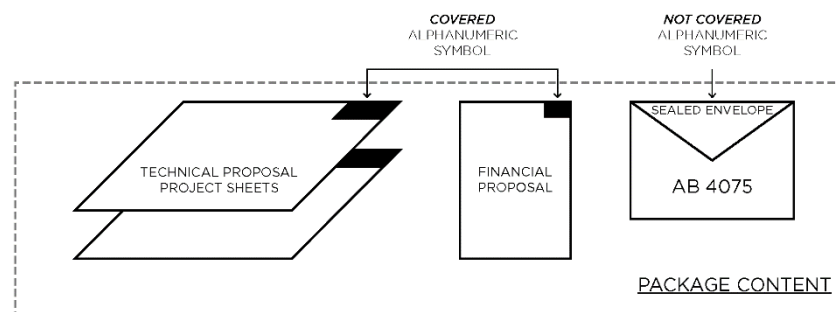 COVERED
ALPHANUMERIC
SYMBOL
NOT COVERED
ALPHANUMERIC
SYMBOL
TECHNICAL PROPOSAL
PROJECT SHEETS
FINANCIAL
PROPOSAL
SEALED ENVELOPE
AB 4075
PACKAGE CONTENT